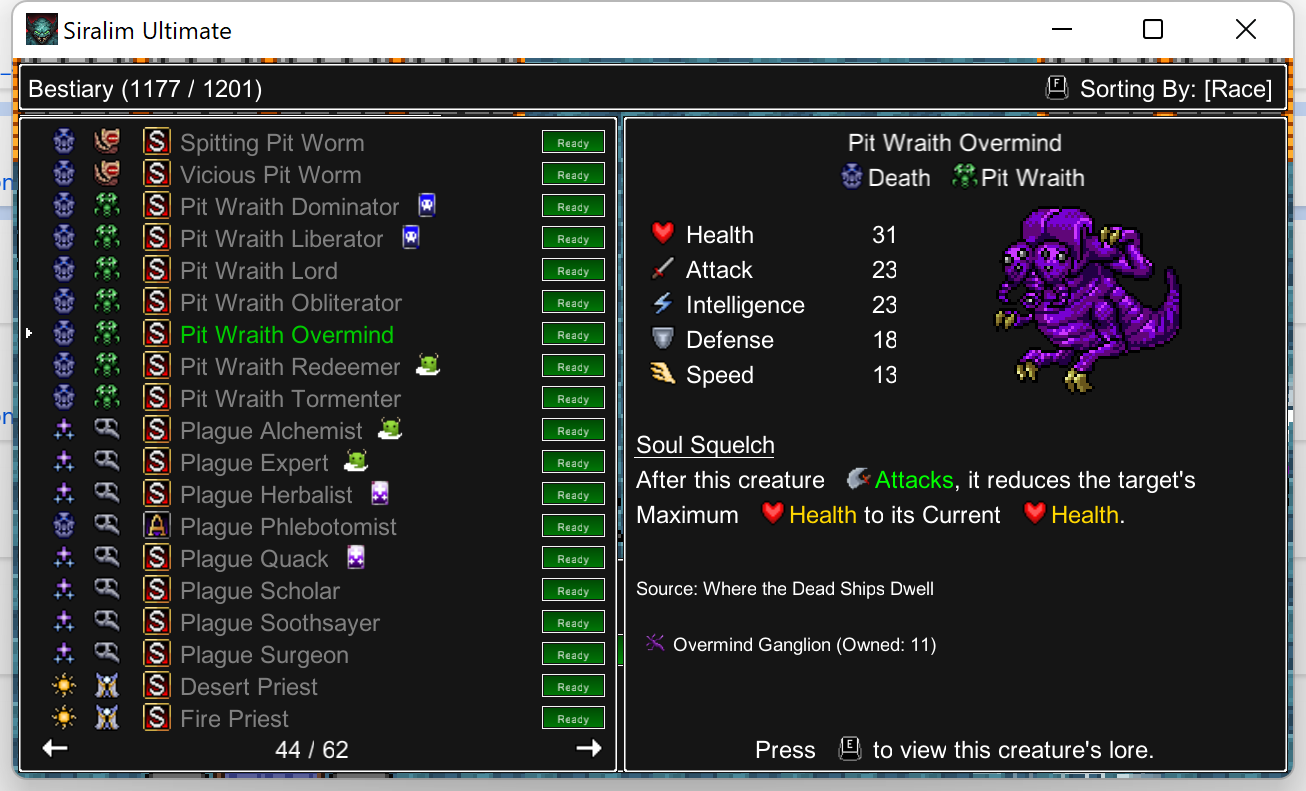 Siralim Ultimate
Bestiary (1177 / 1201)
F Sorting By: [Race]
S Spitting Pit Worm Ready
S Vicious Pit Worm Ready
S Pit Wraith Dominator Ready
S Pit Wraith Liberator Ready
S Pit Wraith Lord Ready
S Pit Wraith Obliterator Ready
S Pit Wraith Overmind Ready
S Pit Wraith Redeemer Ready
S Pit Wraith Tormenter Ready
S Plague Alchemist Ready
S Plague Expert Ready
S Plague Herbalist Ready
A Plague Phlebotomist Ready
S Plague Quack Ready
S Plague Scholar Ready
S Plague Soothsayer Ready
S Plague Surgeon Ready
S Desert Priest Ready
S Fire Priest Ready
44 / 62
Pit Wraith Overmind
Death Pit Wraith
Health 31
Attack 23
Intelligence 23
Defense 18
Speed 13
Soul Squelch
After this creature Attacks, it reduces the target's
Maximum Health to its Current Health.
Source: Where the Dead Ships Dwell
Overmind Ganglion (Owned: 11)
Press E to view this creature's lore.